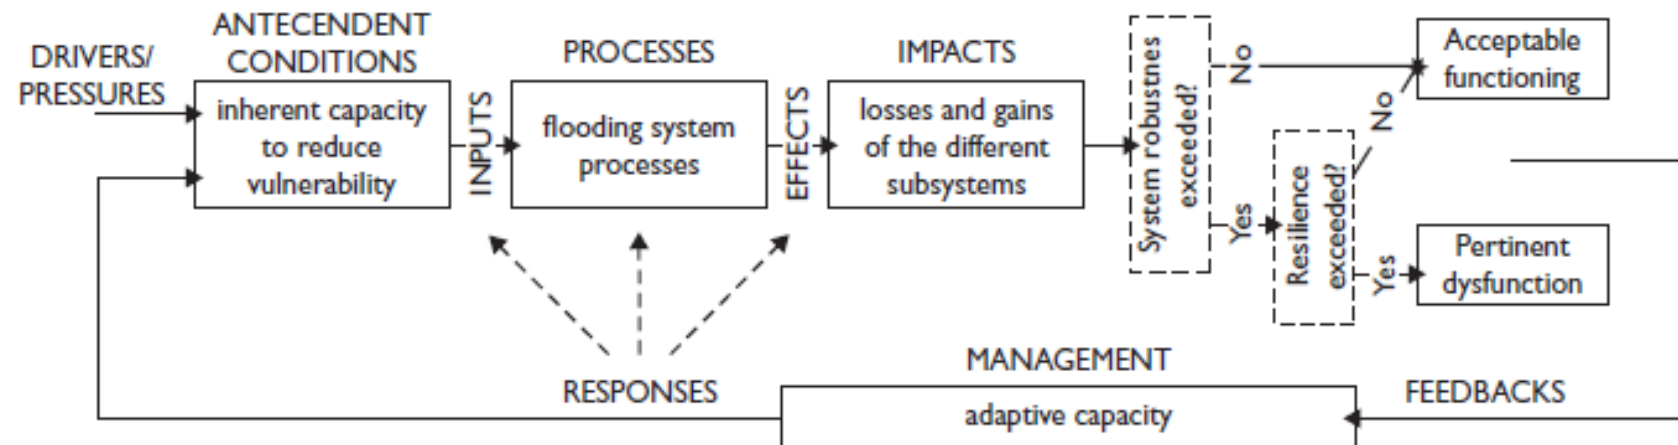 DRIVERS/
PRESSURES
ANTECENDENT
CONDITIONS
inherent capacity
to reduce
vulnerability
INPUTS
PROCESSES
flooding system
processes
EFFECTS
IMPACTS
losses and gains
of the different
subsystems
System robustnes
exceeded?
No
Yes
Resilience
exceeded?
No
Yes
Acceptable
functioning
Pertinent
dysfunction
RESPONSES
MANAGEMENT
adaptive capacity
FEEDBACKS